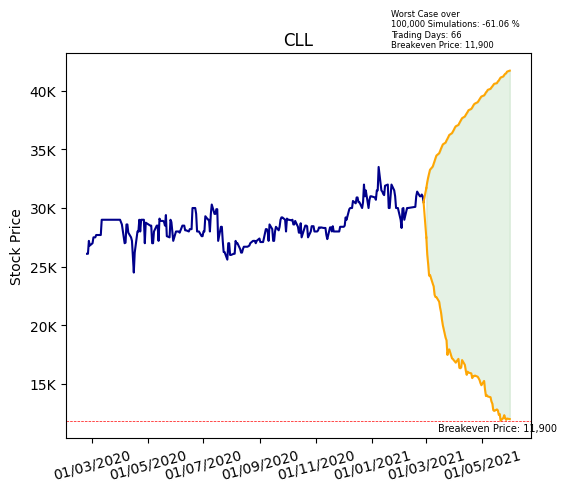 Worst Case over
100,000 Simulations: -61.06 %
Trading Days: 66
Breakeven Price: 11,900
CLL
Stock Price
40K
35K
30K
25K
20K
15K
Breakeven Price: 11,900
01/03/2020
01/05/2020
01/07/2020
01/09/2020
01/11/2020
01/01/2021
01/03/2021
01/05/2021